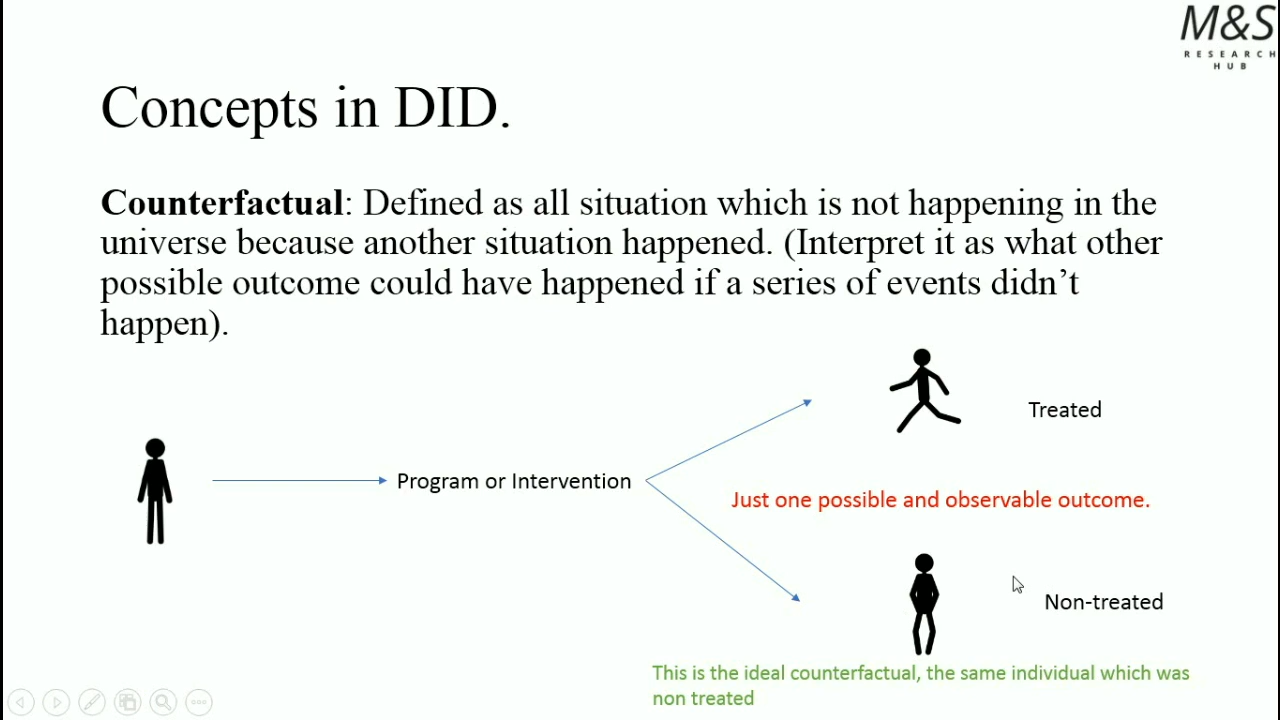 M&S
RESEARCH
HUB
Concepts in DID.
Counterfactual: Defined as all situation which is not happening in the
universe because another situation happened. (Interpret it as what other
possible outcome could have happened if a series of events didn't
happen).
Treated
Program or Intervention
Just one possible and observable outcome.
Non-treated
This is the ideal counterfactual, the same individual which was
non treated